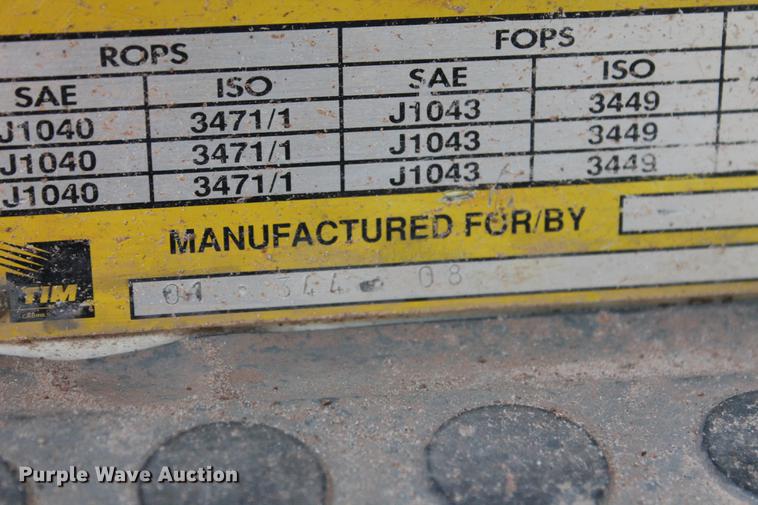 ROPS FOPS
SAE ISO SAE ISO
J1040 3471/1 J1043 3449
J1040 3471/1 J1043 3449
J1040 3471/1 J1043 3449
MANUFACTURED FOR/BY
TIM
08
Purple Wave Auction